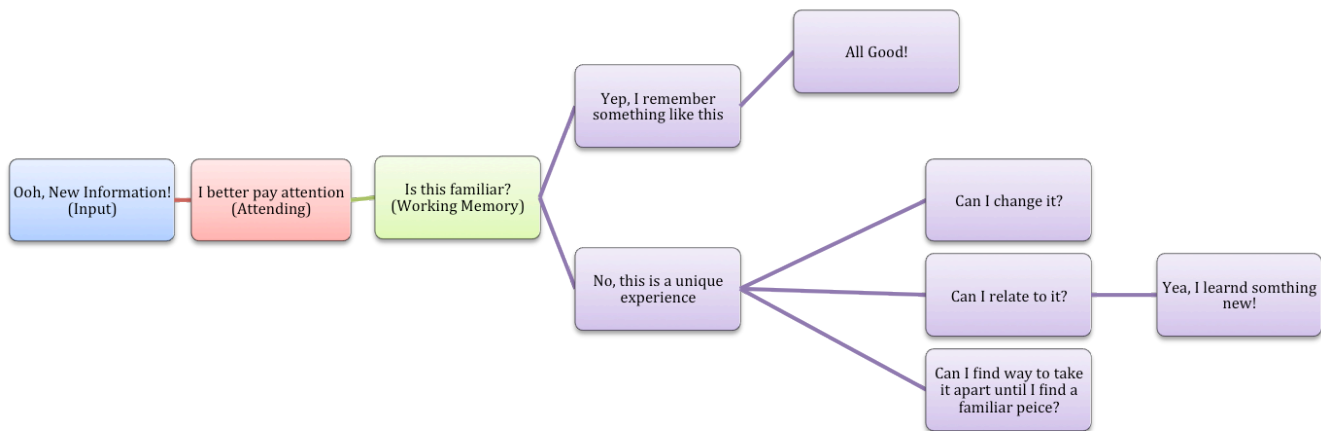 Ooh, New Information!
(Input)
I better pay attention
(Attending)
Is this familiar?
(Working Memory)
Yep, I remember
something like this
All Good!
No, this is a unique
experience
Can I change it?
Can I relate to it?
Yea, I learnd somthing
new!
Can I find way to take
it apart until I find a
familiar peice?